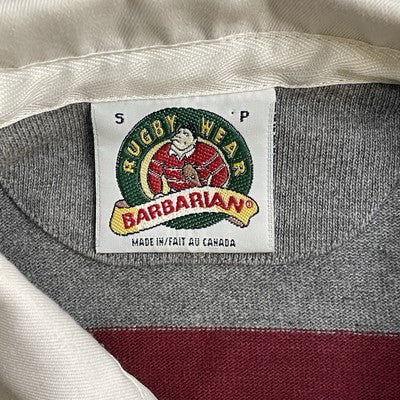 S P
RUGBY WEAR
BARBARIAN®
MADE IN/FAIT AU CANADA